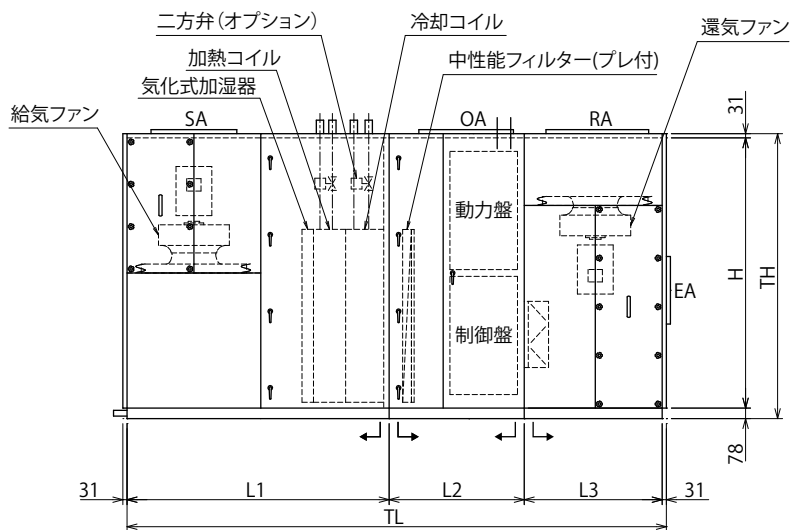 二方弁（オプション）
冷却コイル
還気ファン
加熱コイル
中性能フィルター(プレ付)
気化式加湿器
給気ファン
SA
OA
RA
31
動力盤
H
TH
EA
制御盤
78
31
L1
L2
L3
31
TL